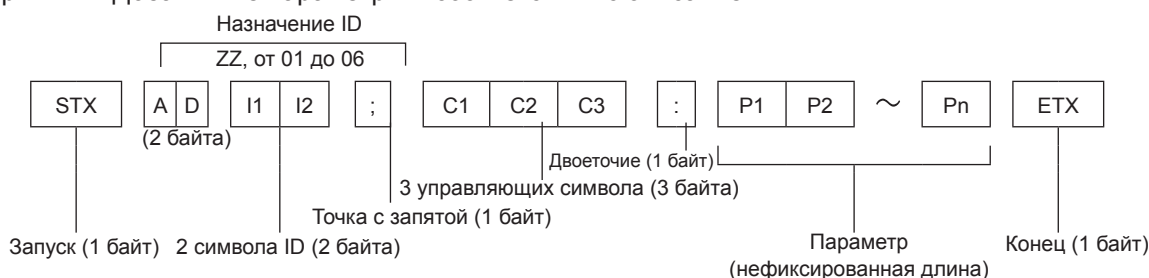 Назначение ID
ZZ, от 01 до 06
STX A D I1 I2 ; C1 C2 C3 : P1 P2 ~ Pn ETX
(2 байта)
Двоеточие (1 байт)
3 управляющих символа (3 байта)
Точка с запятой (1 байт)
Запуск (1 байт) 2 символа ID (2 байта) Параметр Конец (1 байт)
(нефиксированная длина)